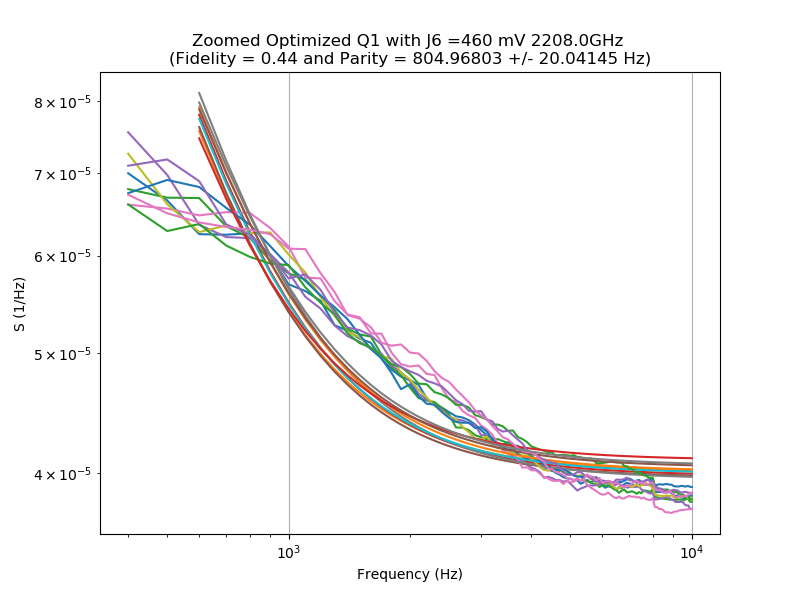 Zoomed Optimized Q1 with J6 =460 mV 2208.0GHz
(Fidelity = 0.44 and Parity = 804.96803 +/- 20.04145 Hz)
8 × 10⁻⁵
7 × 10⁻⁵
6 × 10⁻⁵
5 × 10⁻⁵
4 × 10⁻⁵
S (1/Hz)
10³ 10⁴
Frequency (Hz)